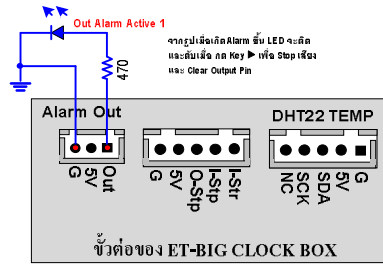 Out Alarm Active 1
จากรูปเมื่อเกิดAlarm ขึ้น LED จะติด
และดับเมื่อ กด Key ▶ เพื่อ Stop เสียง
และ Clear Output Pin
470
Alarm Out
DHT22 TEMP
G
5V
Out
G
5V
O-Stp
I-Stp
I-Str
NC
SCK
SDA
5V
G
ขั้วต่อของ ET-BIG CLOCK BOX